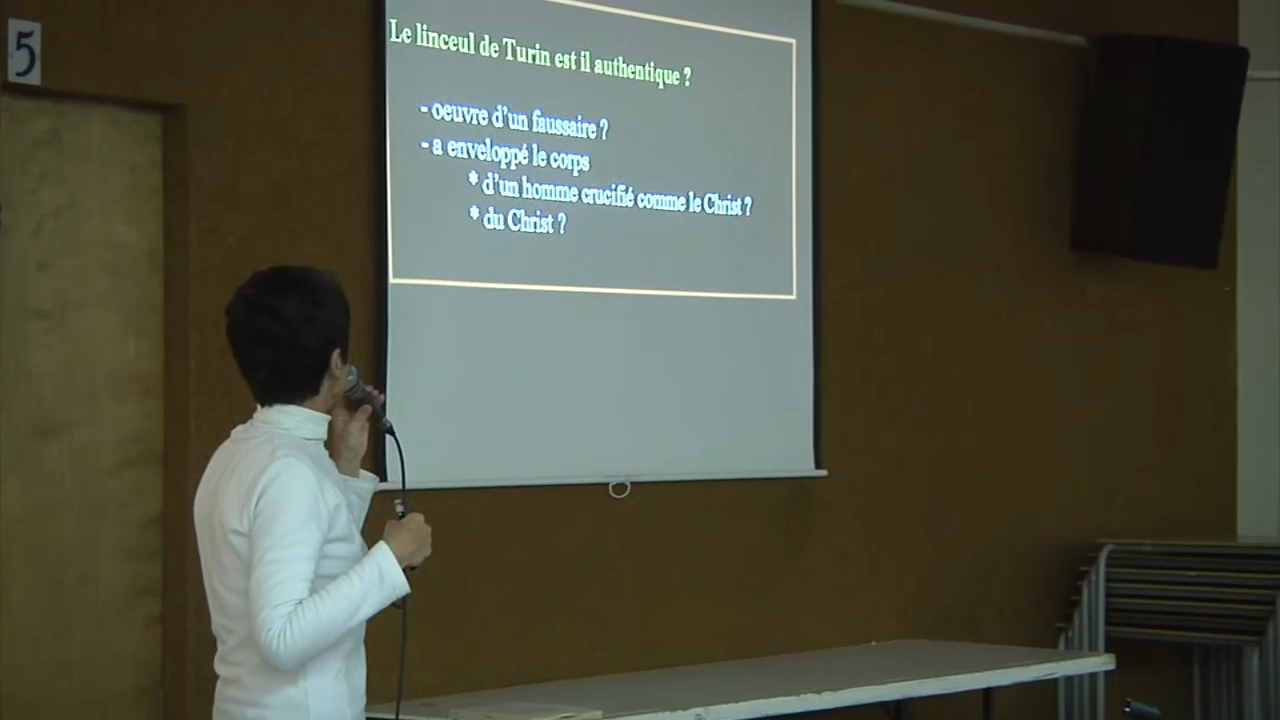 5
Le linceul de Turin est il authentique ?
- oeuvre d'un faussaire ?
- a enveloppé le corps
* d'un homme crucifié comme le Christ ?
* du Christ ?